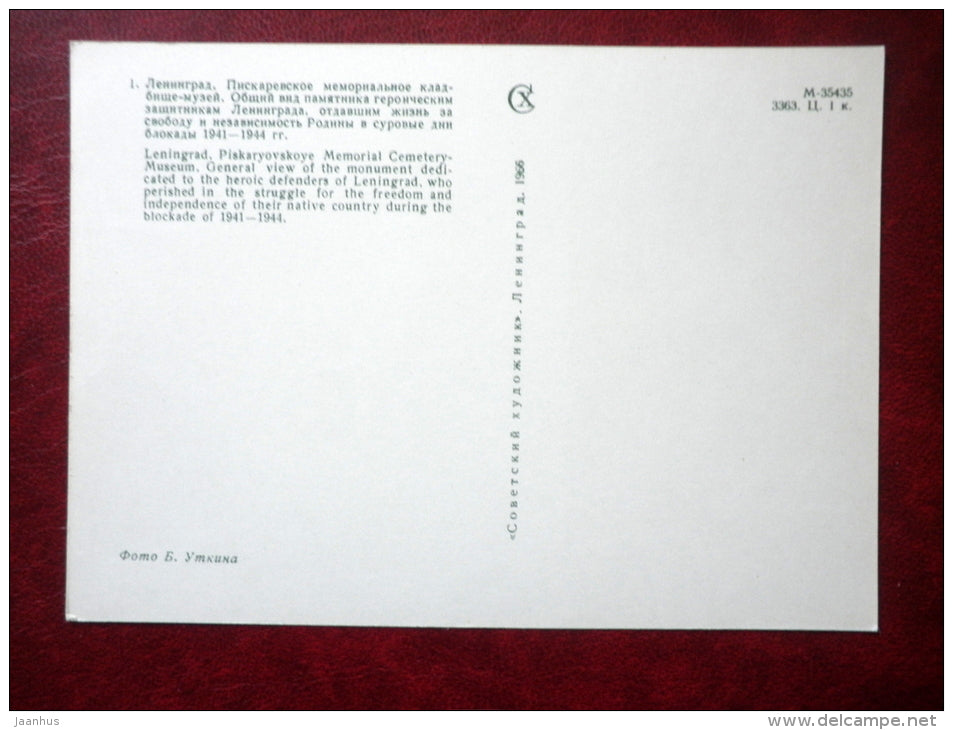 1. Ленинград. Пискаревское мемориальное клад-
бище-музей. Общий вид памятника героическим
защитникам Ленинграда, отдавшим жизнь за
свободу и независимость Родины в суровые дни
блокады 1941—1944 гг.
Leningrad, Piskaryovskoye Memorial Cemetery-
Museum. General view of the monument dedi-
cated to the heroic defenders of Leningrad, who
perished in the struggle for the freedom and
independence of their native country during the
blockade of 1941—1944.
Фото Б. Уткина
СХ
«Советский художник». Ленинград. 1966
М-35435
3363. Ц. 1 к.
jaanhus
www.delcampe.net